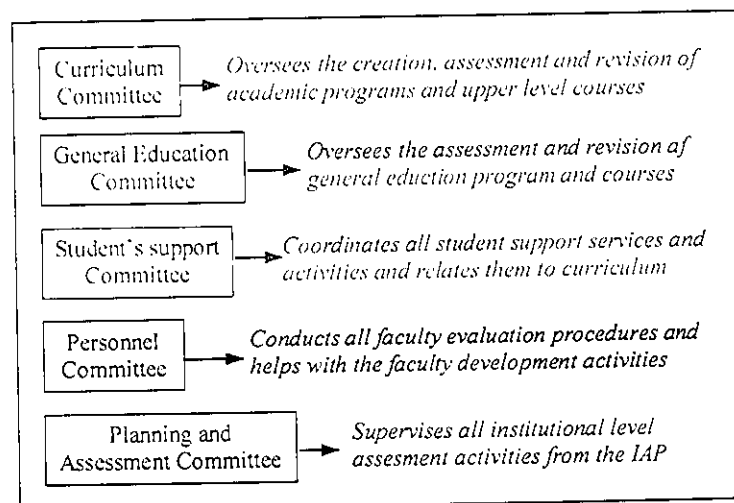 Curriculum
Committee
Oversees the creation, assessment and revision of
academic programs and upper level courses
General Education
Committee
Oversees the assessment and revision af
general eduction program and courses
Student's support
Committee
Coordinates all student support services and
activities and relates them to curriculum
Personnel
Committee
Conducts all faculty evaluation procedures and
helps with the faculty development activities
Planning and
Assessment Committee
Supervises all institutional level
assesment activities from the IAP